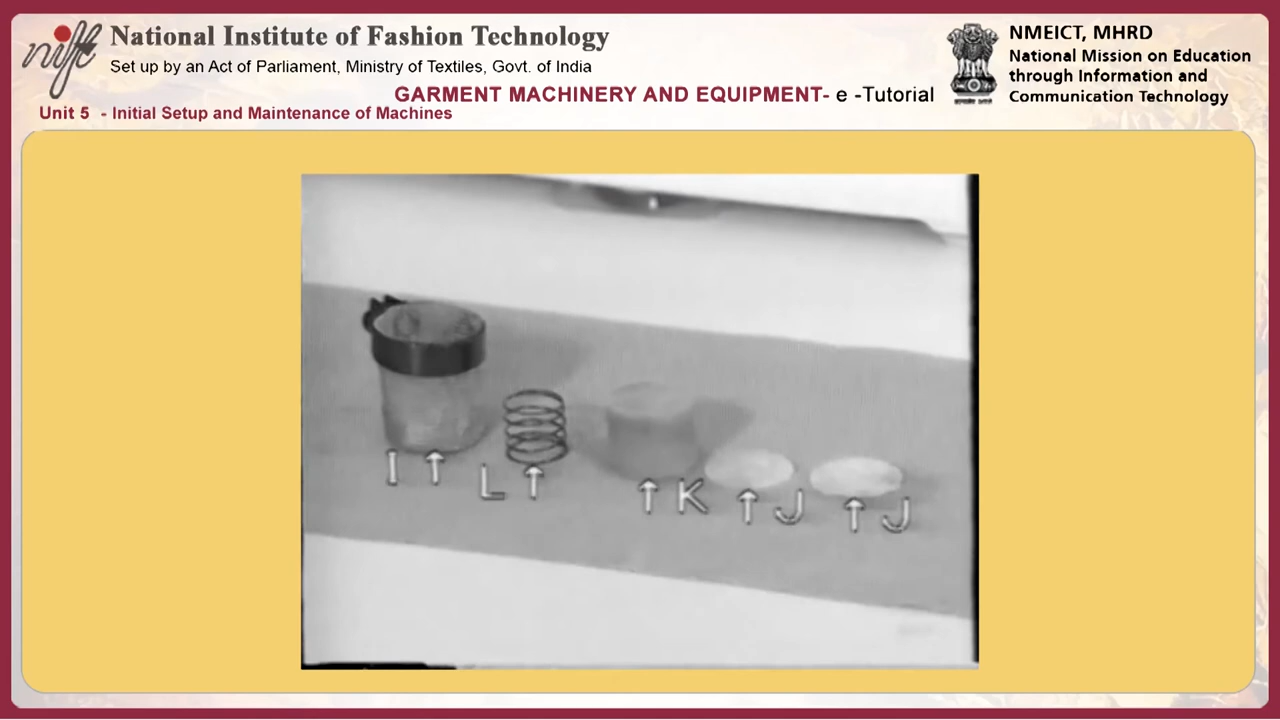 nift
National Institute of Fashion Technology
Set up by an Act of Parliament, Ministry of Textiles, Govt. of India
GARMENT MACHINERY AND EQUIPMENT- e -Tutorial
Unit 5 - Initial Setup and Maintenance of Machines
NMEICT, MHRD
National Mission on Education
through Information and
Communication Technology
I ↑ L ↑ ↑ K ↑ J ↑ J